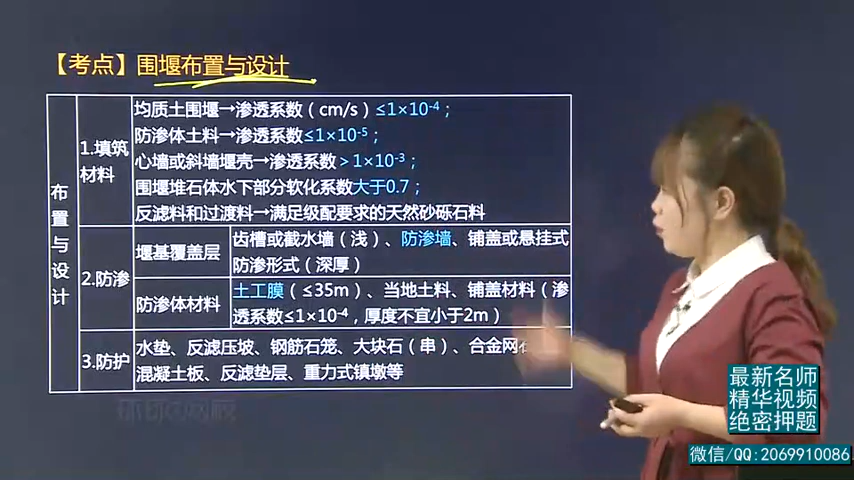 【考点】围堰布置与设计
布置与设计
1.填筑材料
均质土围堰→渗透系数（cm/s）≤1×10-4；
防渗体土料→渗透系数≤1×10-5；
心墙或斜墙堰壳→渗透系数＞1×10-3；
围堰堆石体水下部分软化系数大于0.7；
反滤料和过渡料→满足级配要求的天然砂砾石料
2.防渗
堰基覆盖层
齿槽或截水墙（浅）、防渗墙、铺盖或悬挂式
防渗形式（深厚）
防渗体材料
土工膜（≤35m）、当地土料、铺盖材料（渗
透系数≤1×10-4，厚度不宜小于2m）
3.防护
水垫、反滤压坡、钢筋石笼、大块石（串）、合金网
混凝土板、反滤垫层、重力式镇墩等
最新名师
精华视频
绝密押题
微信/QQ:2069910086